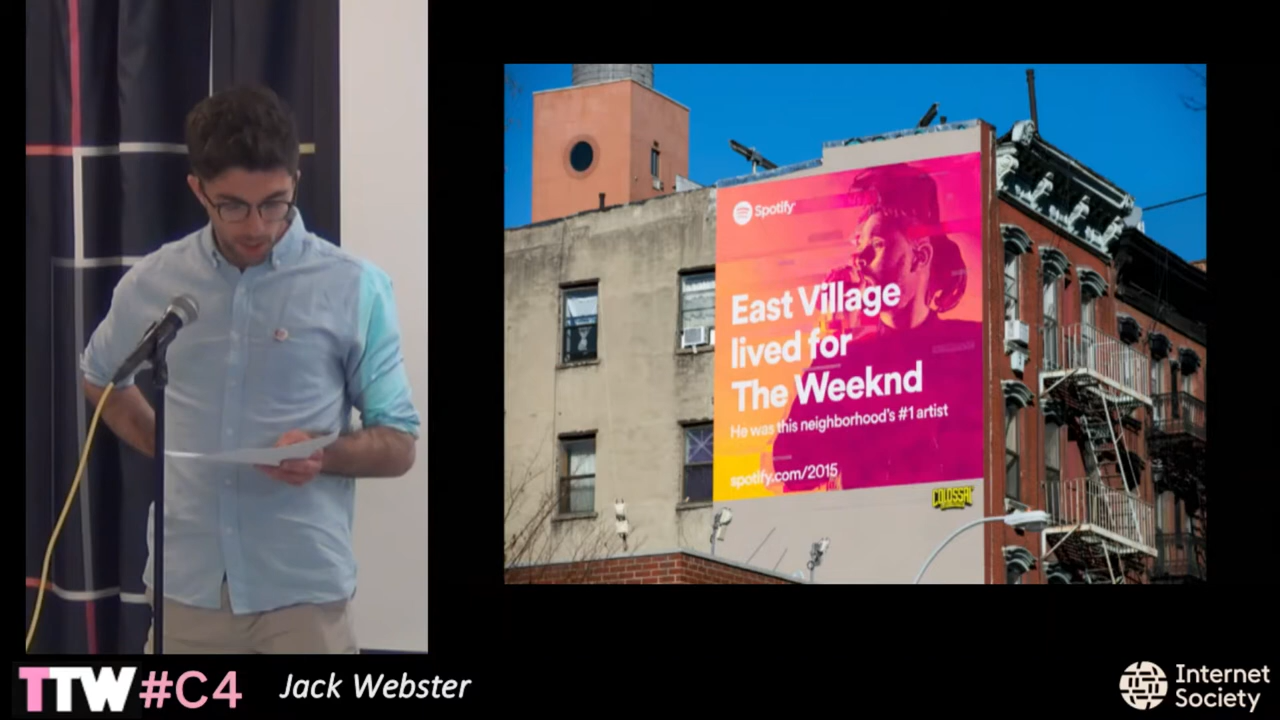 Spotify
East Village
lived for
The Weeknd
He was this neighborhood's #1 artist
spotify.com/2015
COLOSSAL
TTW #C4
Jack Webster
Internet
Society